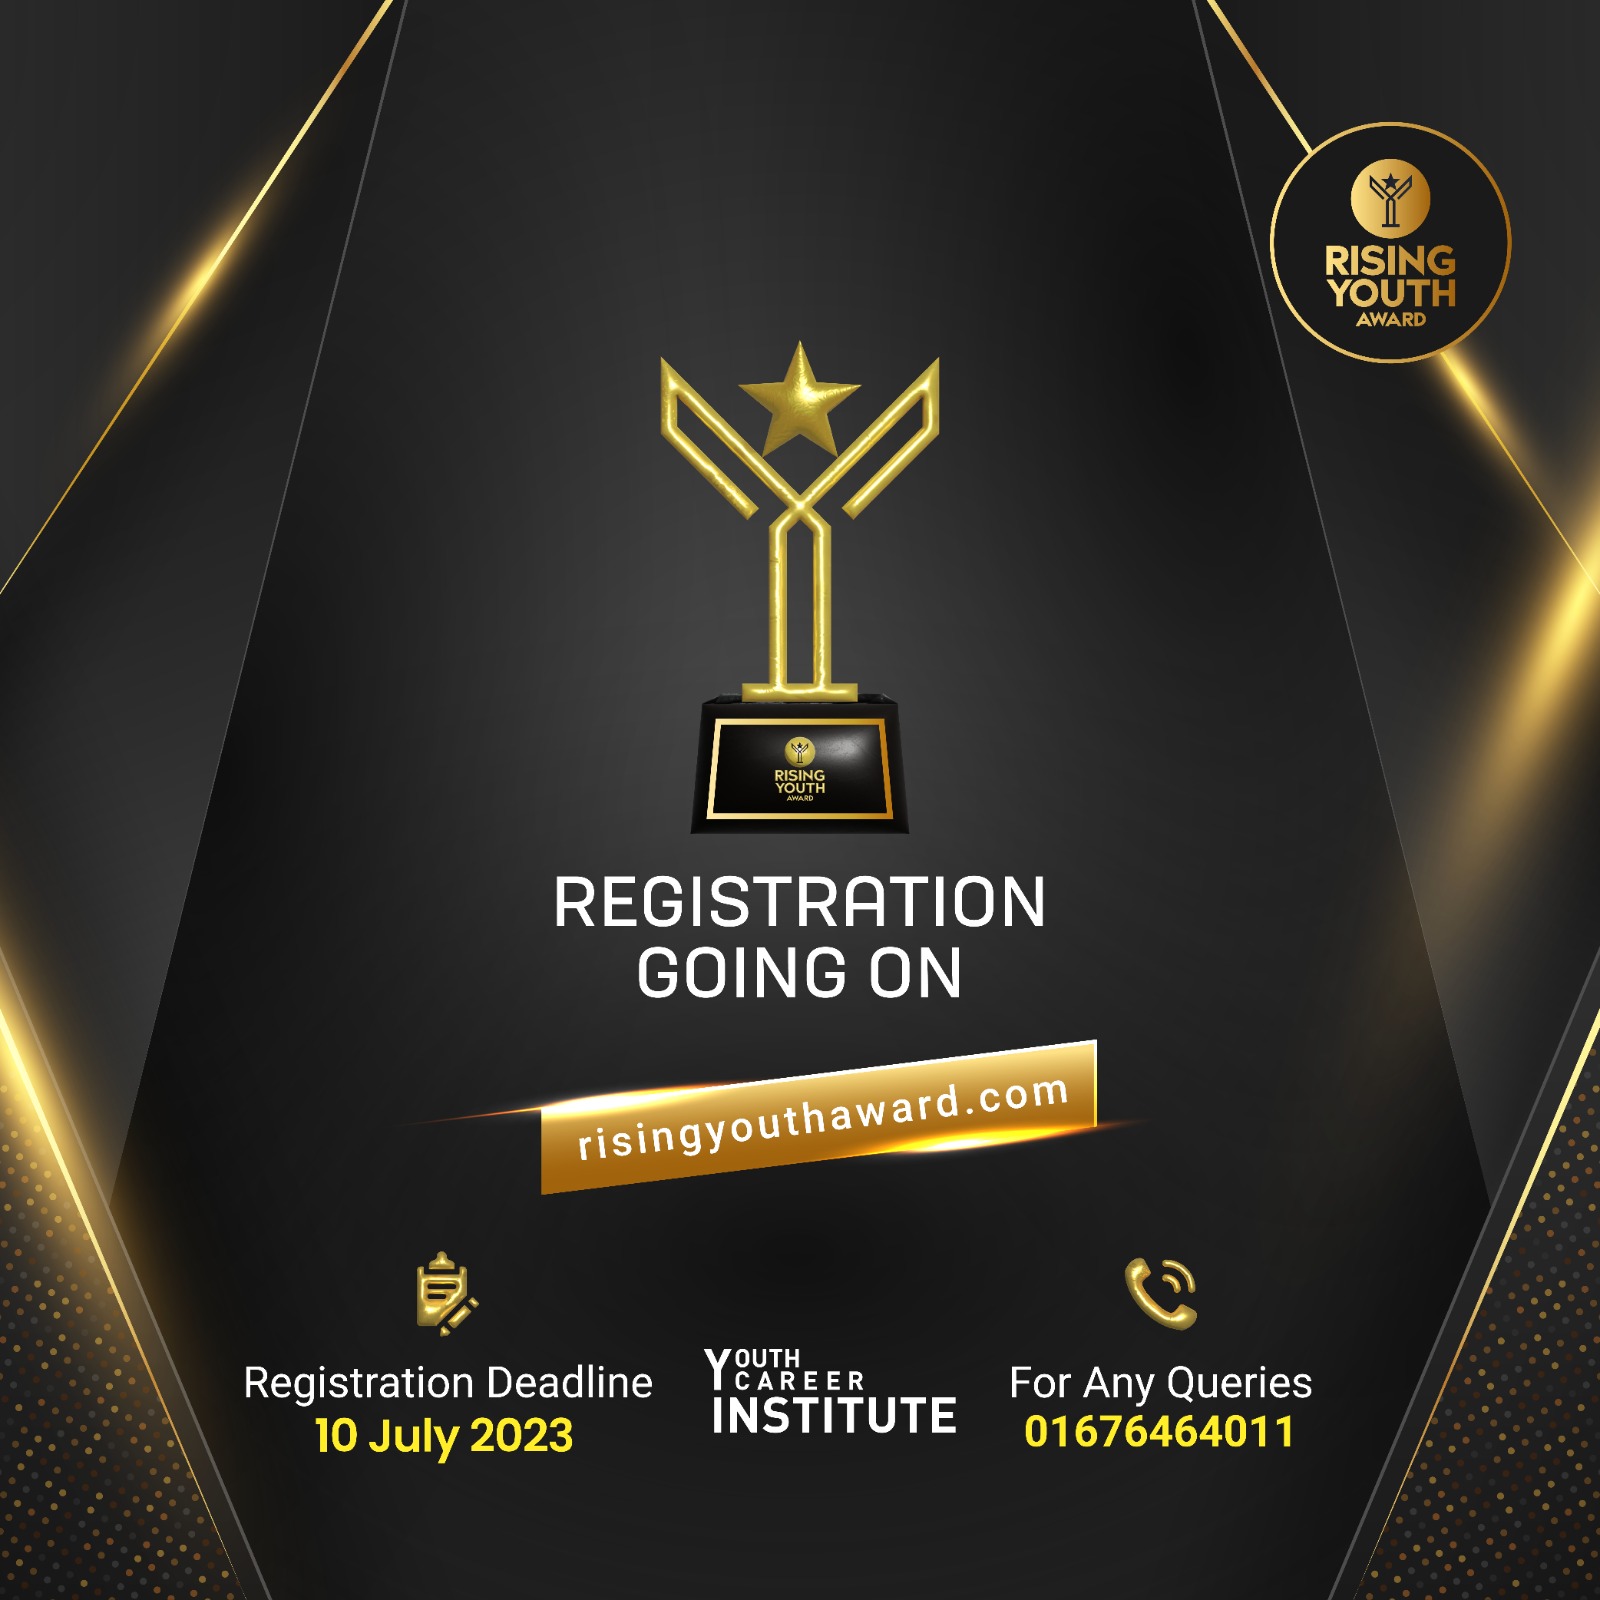 RISING
YOUTH
AWARD
RISING
YOUTH
AWARD
REGISTRATION
GOING ON
risingyouthaward.com
Registration Deadline
10 July 2023
YOUTH
CAREER
INSTITUTE
For Any Queries
01676464011